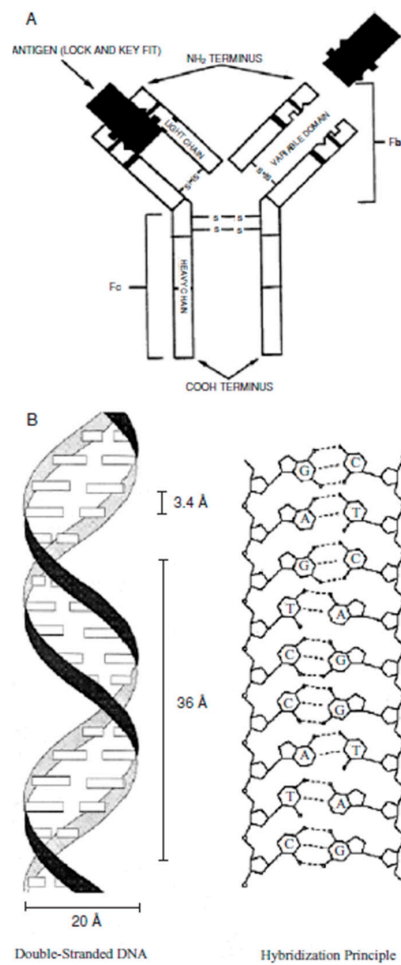 A
ANTIGEN (LOCK AND KEY FIT)
NH₂ TERMINUS
LIGHT CHAIN
VARIABLE DOMAIN
S
S
S
S
Fb
S S
S S
Fc
HEAVY CHAIN
COOH TERMINUS
B
3.4 Å
36 Å
20 Å
G C
A T
G C
T A
C G
C G
A T
T A
C G
Double-Stranded DNA
Hybridization Principle